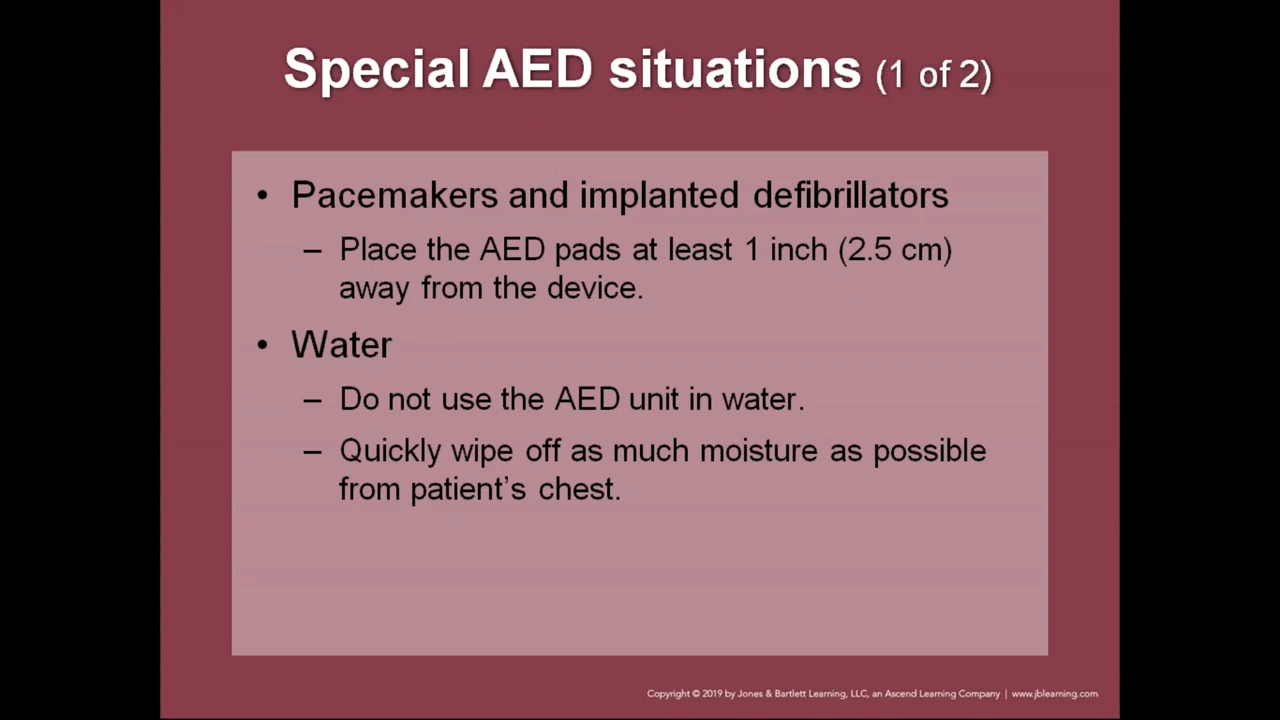 Special AED situations (1 of 2)
• Pacemakers and implanted defibrillators
– Place the AED pads at least 1 inch (2.5 cm)
away from the device.
• Water
– Do not use the AED unit in water.
– Quickly wipe off as much moisture as possible
from patient’s chest.
Copyright © 2019 by Jones & Bartlett Learning, LLC, an Ascend Learning Company | www.jblearning.com